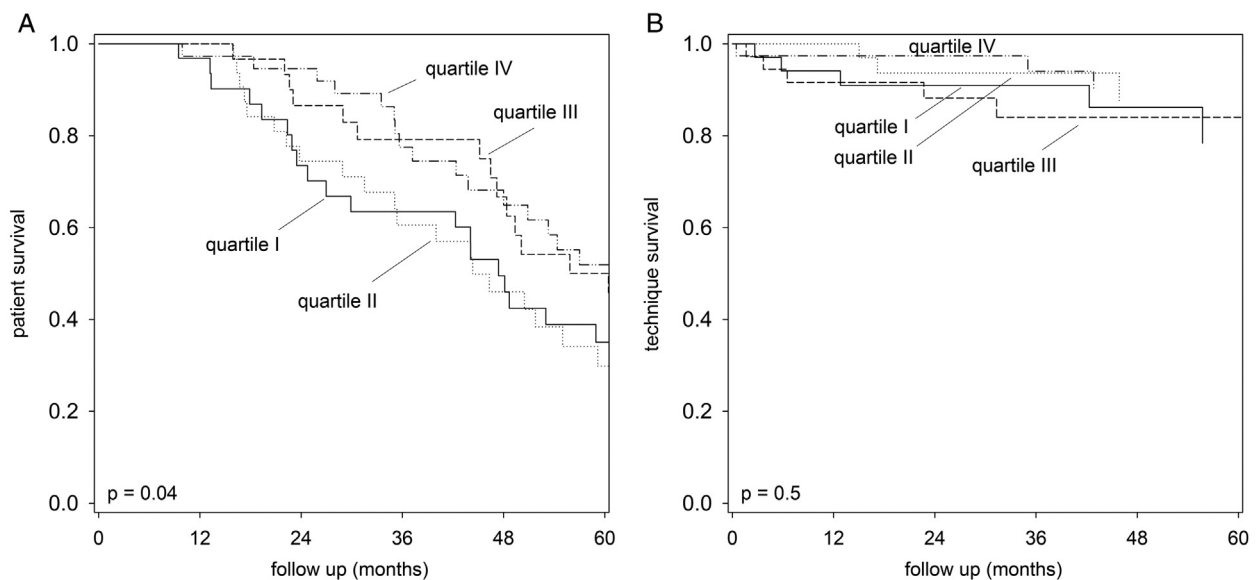 A
1.0
0.8
0.6
0.4
0.2
0.0
patient survival
quartile IV
quartile III
quartile I
quartile II
p = 0.04
0 12 24 36 48 60
follow up (months)
B
1.0
0.8
0.6
0.4
0.2
0.0
technique survival
quartile IV
quartile I
quartile II
quartile III
p = 0.5
0 12 24 36 48 60
follow up (months)